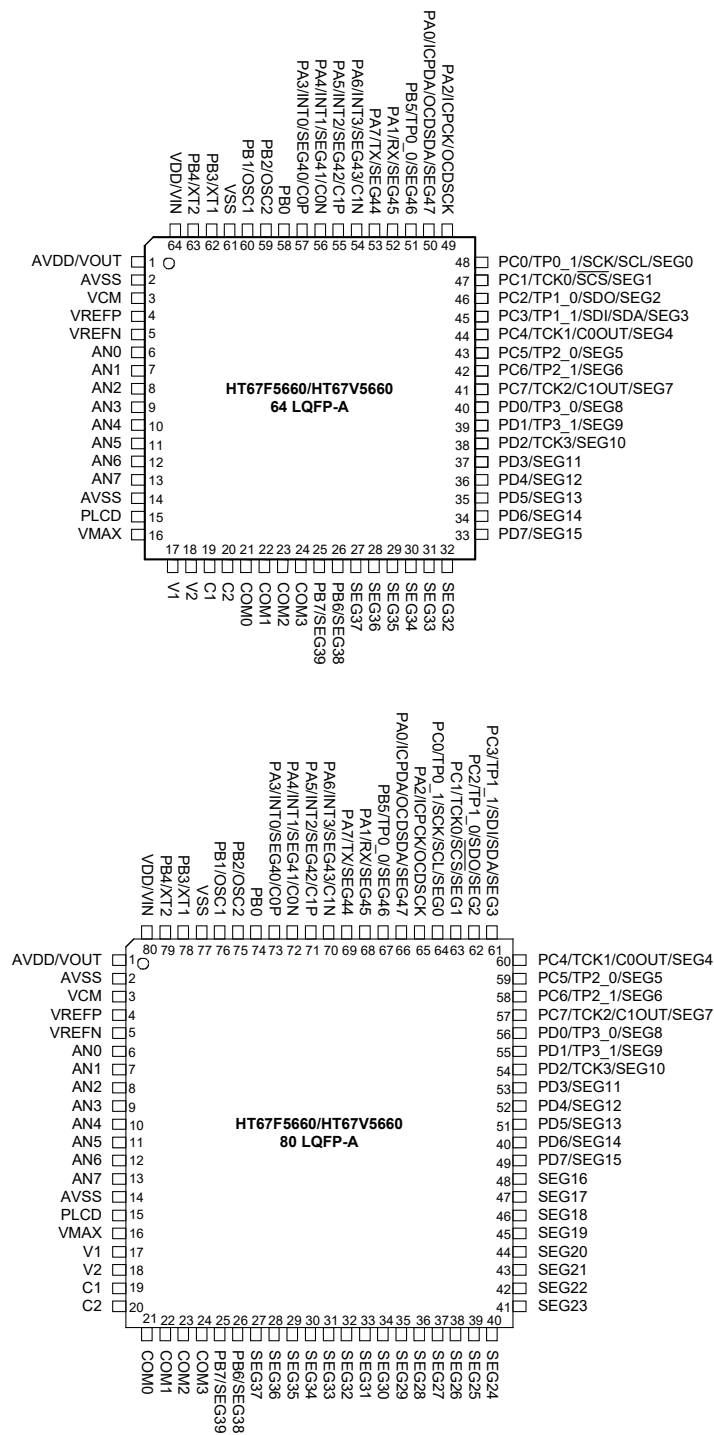 PA3/INT0/SEG40/C0P
PA4/INT1/SEG41/C0N
PA5/INT2/SEG42/C1P
PA6/INT3/SEG43/C1N
PA7/TX/SEG44
PA1/RX/SEG45
PB5/TP0_0/SEG46
PA0/ICPDA/OCDSDA/SEG47
PA2/ICPCK/OCDSCK
VDD/VIN
PB4/XT2
PB3/XT1
VSS
PB1/OSC1
PB2/OSC2
PB0
64 63 62 61 60 59 58 57 56 55 54 53 52 51 50 49
AVDD/VOUT 1 48 PC0/TP0_1/SCK/SCL/SEG0
AVSS 2 47 PC1/TCK0/SCS/SEG1
VCM 3 46 PC2/TP1_0/SDO/SEG2
VREFP 4 45 PC3/TP1_1/SDI/SDA/SEG3
VREFN 5 44 PC4/TCK1/C0OUT/SEG4
AN0 6 43 PC5/TP2_0/SEG5
AN1 7 42 PC6/TP2_1/SEG6
AN2 8 HT67F5660/HT67V5660 41 PC7/TCK2/C1OUT/SEG7
AN3 9 64 LQFP-A 40 PD0/TP3_0/SEG8
AN4 10 39 PD1/TP3_1/SEG9
AN5 11 38 PD2/TCK3/SEG10
AN6 12 37 PD3/SEG11
AN7 13 36 PD4/SEG12
AVSS 14 35 PD5/SEG13
PLCD 15 34 PD6/SEG14
VMAX 16 33 PD7/SEG15
17 18 19 20 21 22 23 24 25 26 27 28 29 30 31 32
V1
V2
C1
C2
COM0
COM1
COM2
COM3
PB7/SEG39
PB6/SEG38
SEG37
SEG36
SEG35
SEG34
SEG33
SEG32
VDD/VIN
PB4/XT2
PB3/XT1
VSS
PB1/OSC1
PB2/OSC2
PB0
PA3/INT0/SEG40/C0P
PA4/INT1/SEG41/C0N
PA5/INT2/SEG42/C1P
PA6/INT3/SEG43/C1N
PA7/TX/SEG44
PA1/RX/SEG45
PB5/TP0_0/SEG46
PA0/ICPDA/OCDSDA/SEG47
PA2/ICPCK/OCDSCK
PC0/TP0_1/SCK/SCL/SEG0
PC1/TCK0/SCS/SEG1
PC2/TP1_0/SDO/SEG2
PC3/TP1_1/SDI/SDA/SEG3
80 79 78 77 76 75 74 73 72 71 70 69 68 67 66 65 64 63 62 61
AVDD/VOUT 1 60 PC4/TCK1/C0OUT/SEG4
AVSS 2 59 PC5/TP2_0/SEG5
VCM 3 58 PC6/TP2_1/SEG6
VREFP 4 57 PC7/TCK2/C1OUT/SEG7
VREFN 5 56 PD0/TP3_0/SEG8
AN0 6 55 PD1/TP3_1/SEG9
AN1 7 54 PD2/TCK3/SEG10
AN2 8 53 PD3/SEG11
AN3 9 52 PD4/SEG12
AN4 10 HT67F5660/HT67V5660 51 PD5/SEG13
AN5 11 80 LQFP-A 40 PD6/SEG14
AN6 12 49 PD7/SEG15
AN7 13 48 SEG16
AVSS 14 47 SEG17
PLCD 15 46 SEG18
VMAX 16 45 SEG19
V1 17 44 SEG20
V2 18 43 SEG21
C1 19 42 SEG22
C2 20 41 SEG23
21 22 23 24 25 26 27 28 29 30 31 32 33 34 35 36 37 38 39 40
COM0
COM1
COM2
COM3
PB7/SEG39
PB6/SEG38
SEG37
SEG36
SEG35
SEG34
SEG33
SEG32
SEG31
SEG30
SEG29
SEG28
SEG27
SEG26
SEG25
SEG24